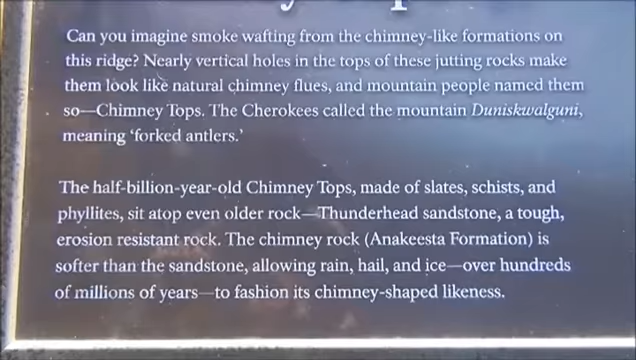 Can you imagine smoke wafting from the chimney-like formations on
this ridge? Nearly vertical holes in the tops of these jutting rocks make
them look like natural chimney flues, and mountain people named them
so—Chimney Tops. The Cherokees called the mountain Duniskwalguni,
meaning ‘forked antlers.’
The half-billion-year-old Chimney Tops, made of slates, schists, and
phyllites, sit atop even older rock—Thunderhead sandstone, a tough,
erosion resistant rock. The chimney rock (Anakeesta Formation) is
softer than the sandstone, allowing rain, hail, and ice—over hundreds
of millions of years—to fashion its chimney-shaped likeness.